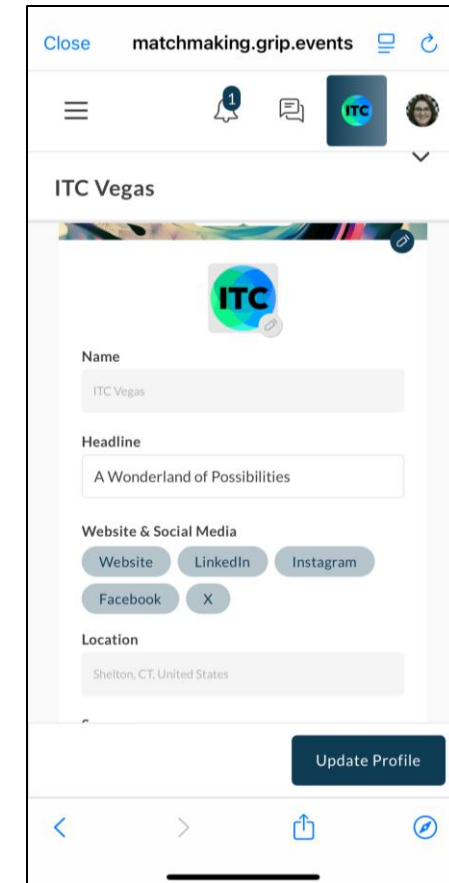 Close matchmaking.grip.events
1
ITC
ITC Vegas
ITC
Name
ITC Vegas
Headline
A Wonderland of Possibilities
Website & Social Media
Website LinkedIn Instagram
Facebook X
Location
Shelton, CT, United States
Update Profile